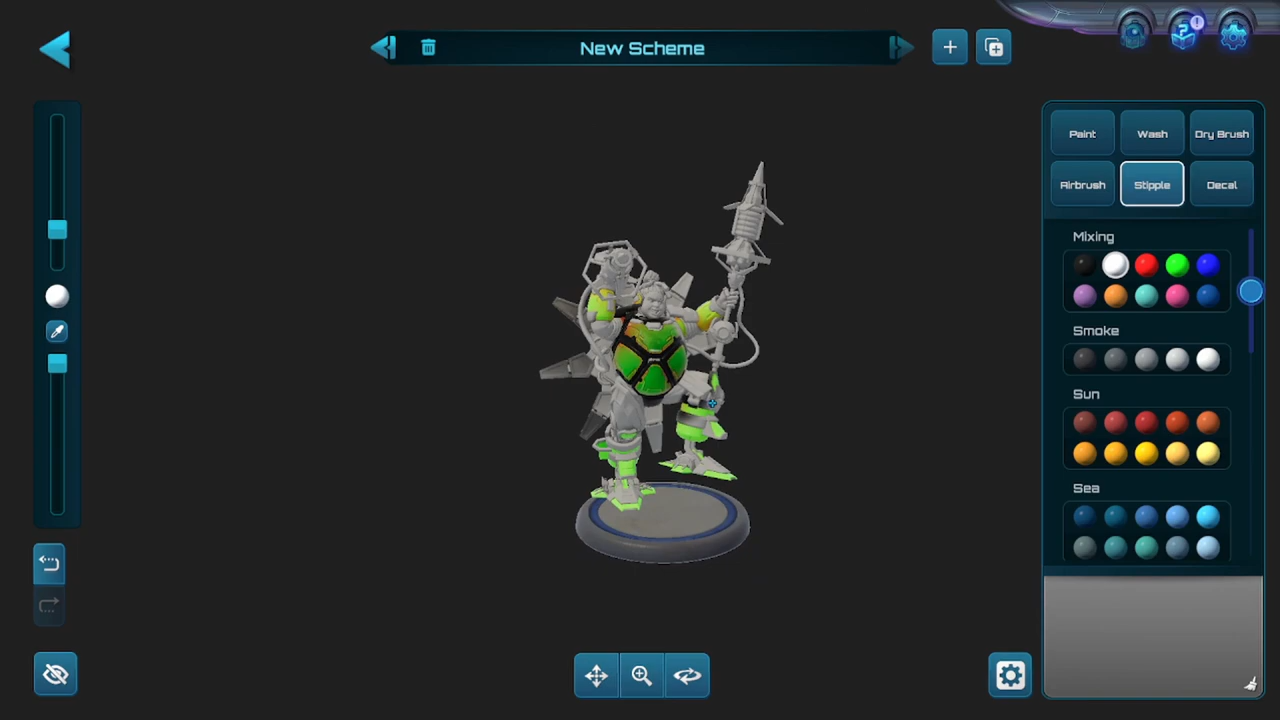 New Scheme
Paint
Wash
Dry Brush
Airbrush
Stipple
Decal
Mixing
Smoke
Sun
Sea